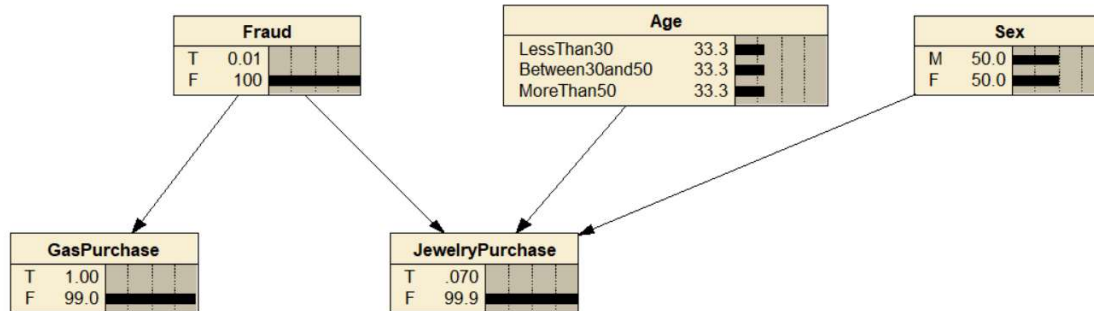 Fraud
T 0.01
F 100
Age
LessThan30 33.3
Between30and50 33.3
MoreThan50 33.3
Sex
M 50.0
F 50.0
GasPurchase
T 1.00
F 99.0
JewelryPurchase
T .070
F 99.9